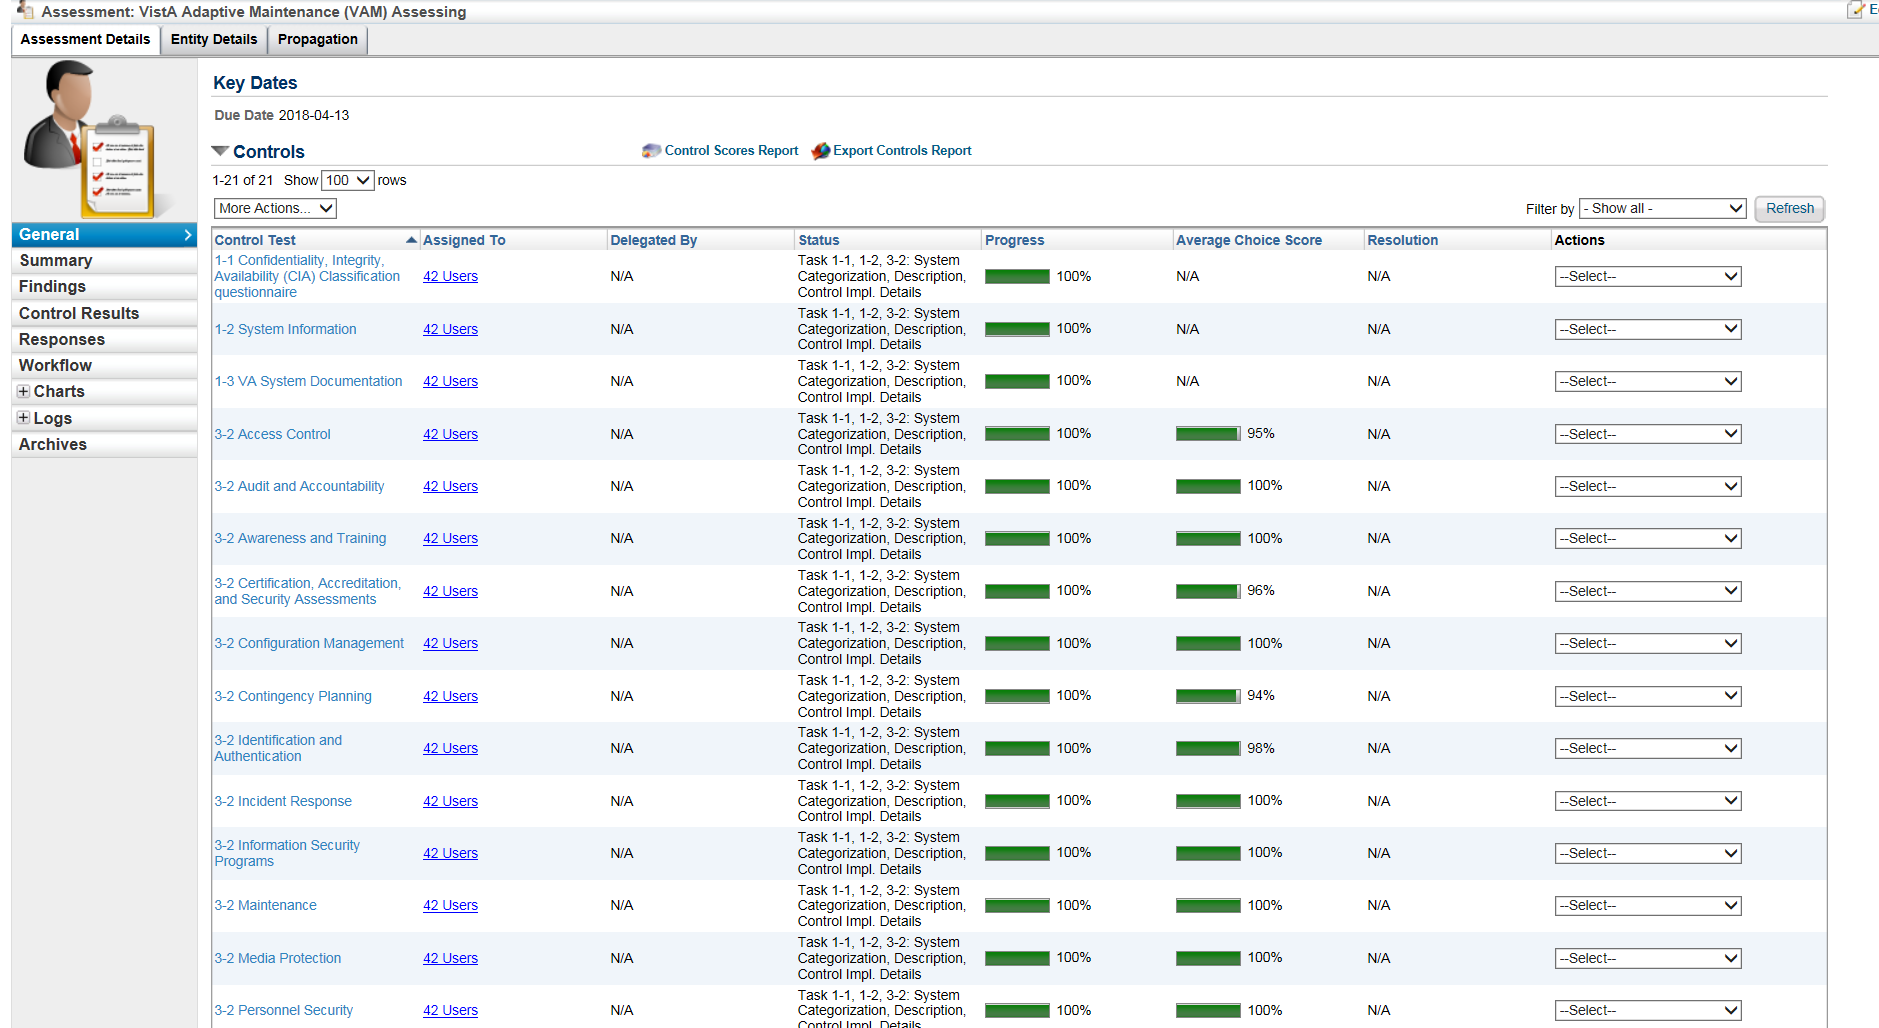 Assessment: VistA Adaptive Maintenance (VAM) Assessing
Assessment Details Entity Details Propagation
Key Dates
Due Date 2018-04-13
Controls Control Scores Report Export Controls Report
1-21 of 21 Show 100 rows
More Actions... Filter by - Show all - Refresh
General
Summary
Findings
Control Results
Responses
Workflow
Charts
Logs
Archives
Control Test Assigned To Delegated By Status Progress Average Choice Score Resolution Actions
1-1 Confidentiality, Integrity, Task 1-1, 1-2, 3-2: System
Availability (CIA) Classification 42 Users N/A Categorization, Description, 100% N/A N/A --Select--
questionnaire Control Impl. Details
Task 1-1, 1-2, 3-2: System
1-2 System Information 42 Users N/A Categorization, Description, 100% N/A N/A --Select--
Control Impl. Details
Task 1-1, 1-2, 3-2: System
1-3 VA System Documentation 42 Users N/A Categorization, Description, 100% N/A N/A --Select--
Control Impl. Details
Task 1-1, 1-2, 3-2: System
3-2 Access Control 42 Users N/A Categorization, Description, 100% 95% N/A --Select--
Control Impl. Details
Task 1-1, 1-2, 3-2: System
3-2 Audit and Accountability 42 Users N/A Categorization, Description, 100% 100% N/A --Select--
Control Impl. Details
Task 1-1, 1-2, 3-2: System
3-2 Awareness and Training 42 Users N/A Categorization, Description, 100% 100% N/A --Select--
Control Impl. Details
3-2 Certification, Accreditation, Task 1-1, 1-2, 3-2: System
and Security Assessments 42 Users N/A Categorization, Description, 100% 96% N/A --Select--
Control Impl. Details
Task 1-1, 1-2, 3-2: System
3-2 Configuration Management 42 Users N/A Categorization, Description, 100% 100% N/A --Select--
Control Impl. Details
Task 1-1, 1-2, 3-2: System
3-2 Contingency Planning 42 Users N/A Categorization, Description, 100% 94% N/A --Select--
Control Impl. Details
3-2 Identification and Task 1-1, 1-2, 3-2: System
Authentication 42 Users N/A Categorization, Description, 100% 98% N/A --Select--
Control Impl. Details
Task 1-1, 1-2, 3-2: System
3-2 Incident Response 42 Users N/A Categorization, Description, 100% 100% N/A --Select--
Control Impl. Details
3-2 Information Security Task 1-1, 1-2, 3-2: System
Programs 42 Users N/A Categorization, Description, 100% 100% N/A --Select--
Control Impl. Details
Task 1-1, 1-2, 3-2: System
3-2 Maintenance 42 Users N/A Categorization, Description, 100% 100% N/A --Select--
Control Impl. Details
Task 1-1, 1-2, 3-2: System
3-2 Media Protection 42 Users N/A Categorization, Description, 100% 100% N/A --Select--
Control Impl. Details
Task 1-1, 1-2, 3-2: System
3-2 Personnel Security 42 Users N/A Categorization, Description, 100% 100% N/A --Select--
Control Impl. Details